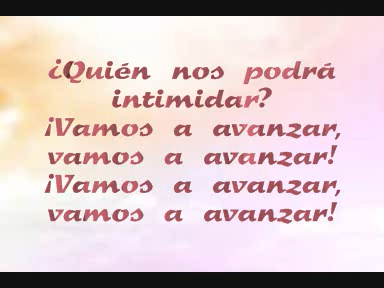 ¿Quién nos podrá
intimidar?
¡Vamos a avanzar,
vamos a avanzar!
¡Vamos a avanzar,
vamos a avanzar!